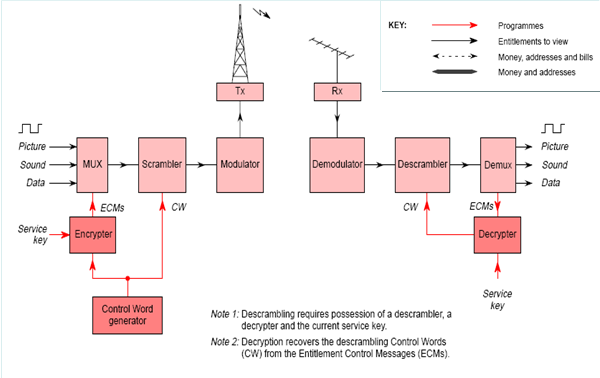 KEY:
Programmes
Entitlements to view
Money, addresses and bills
Money and addresses
Tx
Rx
Picture
Sound
Data
MUX
Scrambler
Modulator
Demodulator
Descrambler
Demux
Picture
Sound
Data
ECMs
CW
CW
ECMs
Service
key
Encrypter
Decrypter
Control Word
generator
Service
key
Note 1: Descrambling requires possession of a descrambler, a
decrypter and the current service key.
Note 2: Decryption recovers the descrambling Control Words
(CW) from the Entitlement Control Messages (ECMs).